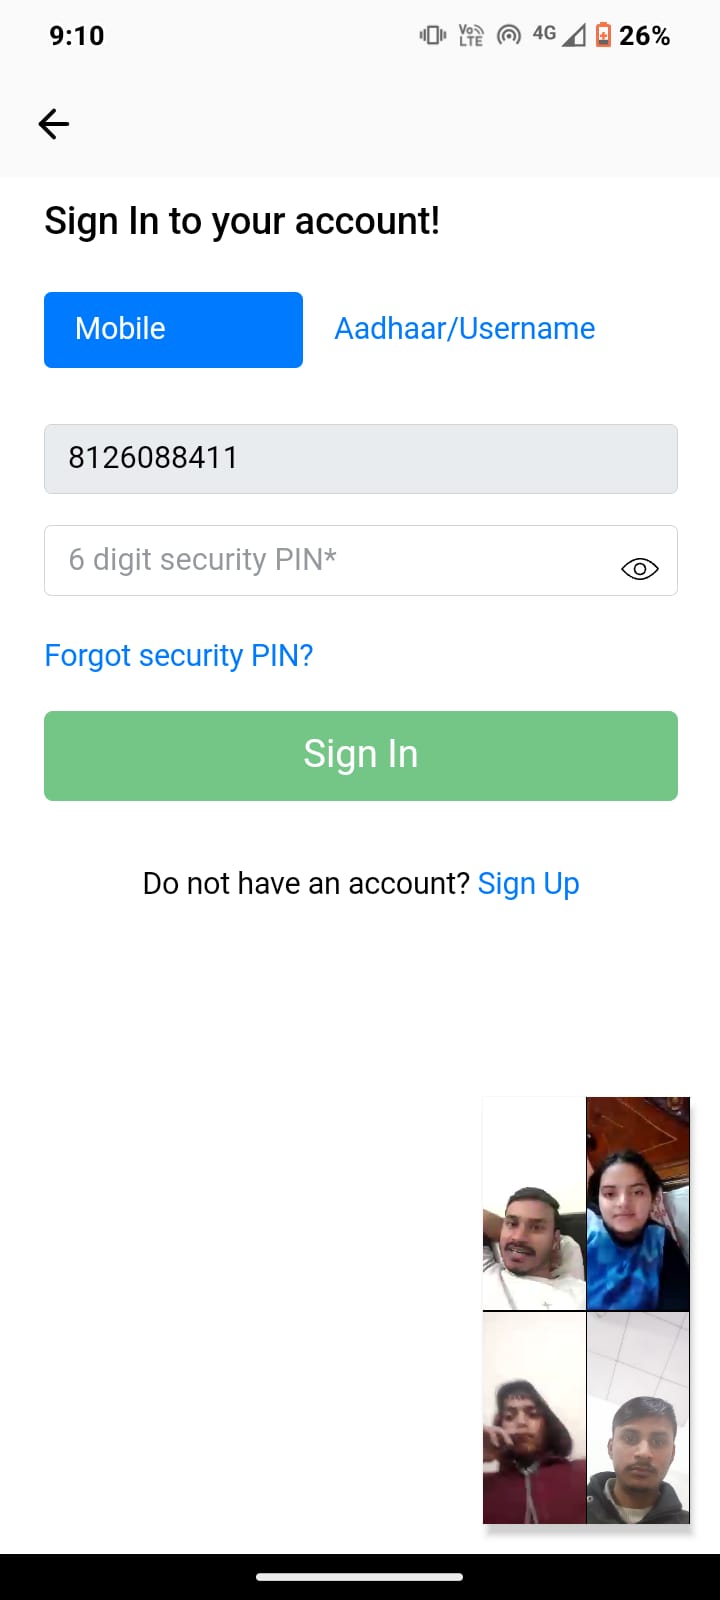 9:10 Vo LTE 4G 26%
Sign In to your account!
Mobile Aadhaar/Username
8126088411
6 digit security PIN*
Forgot security PIN?
Sign In
Do not have an account? Sign Up